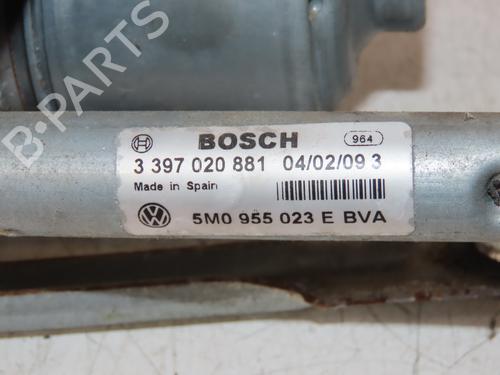 B-PARTS
BOSCH 964
3 397 020 881 04/02/09 3
Made in Spain
5M0 955 023 E BVA